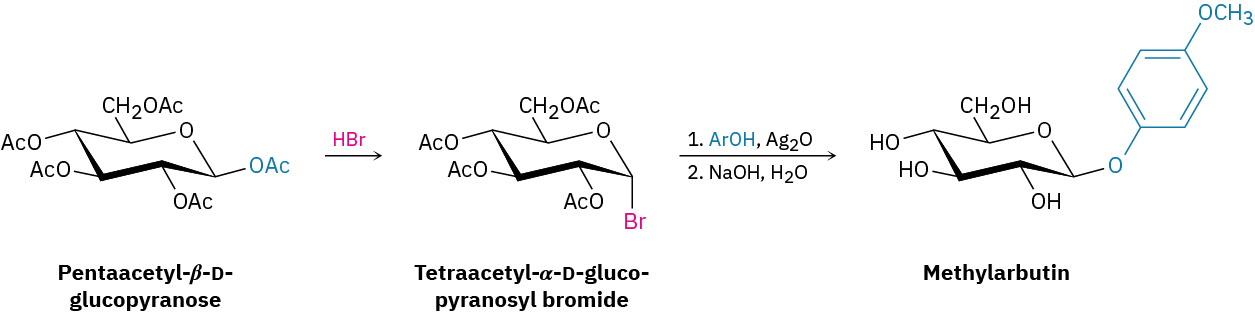 CH₂OAc
AcO
O
AcO
OAc
OAc
HBr
CH₂OAc
AcO
O
AcO
AcO
Br
1. ArOH, Ag₂O
2. NaOH, H₂O
OCH₃
CH₂OH
HO
O
HO
O
OH
Pentaacetyl-β-D-
glucopyranose
Tetraacetyl-α-D-gluco-
pyranosyl bromide
Methylarbutin